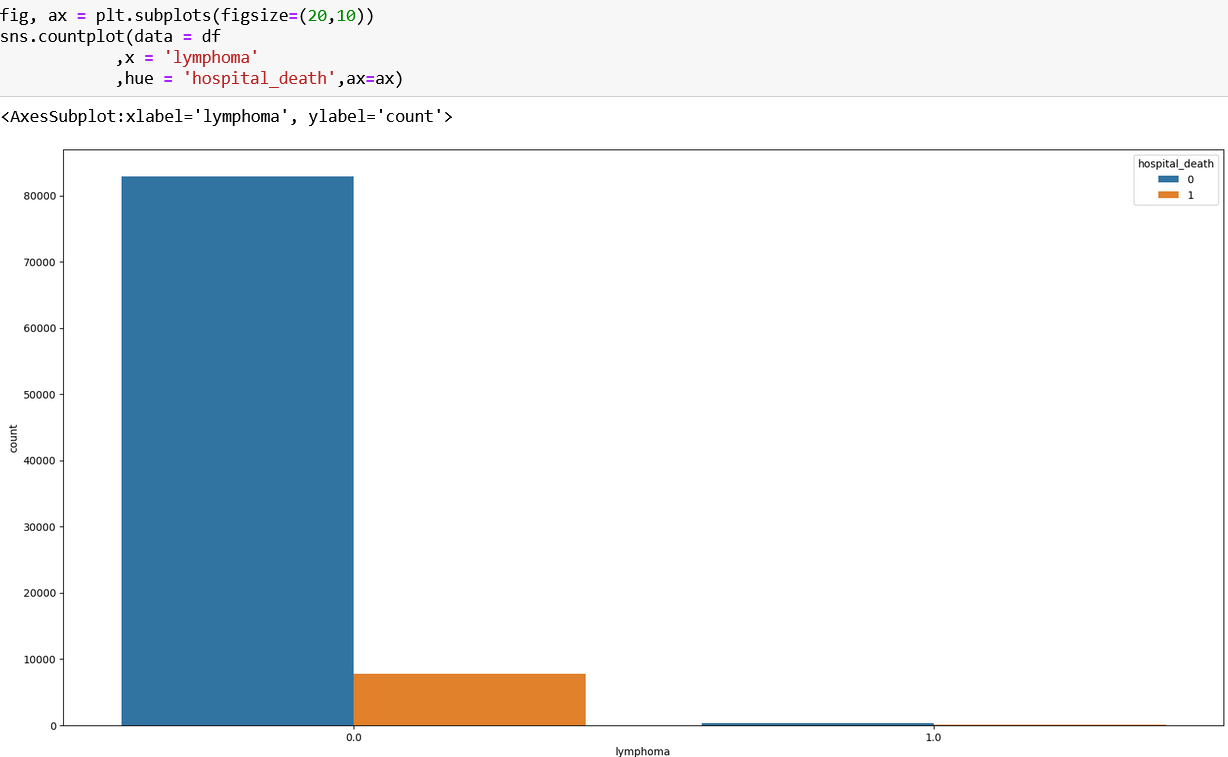 fig, ax = plt.subplots(figsize=(20,10))
sns.countplot(data = df
,x = 'lymphoma'
,hue = 'hospital_death',ax=ax)
<AxesSubplot:xlabel='lymphoma', ylabel='count'>
hospital_death
0
1
80000
70000
60000
50000
40000
30000
20000
10000
0
count
0.0
1.0
lymphoma